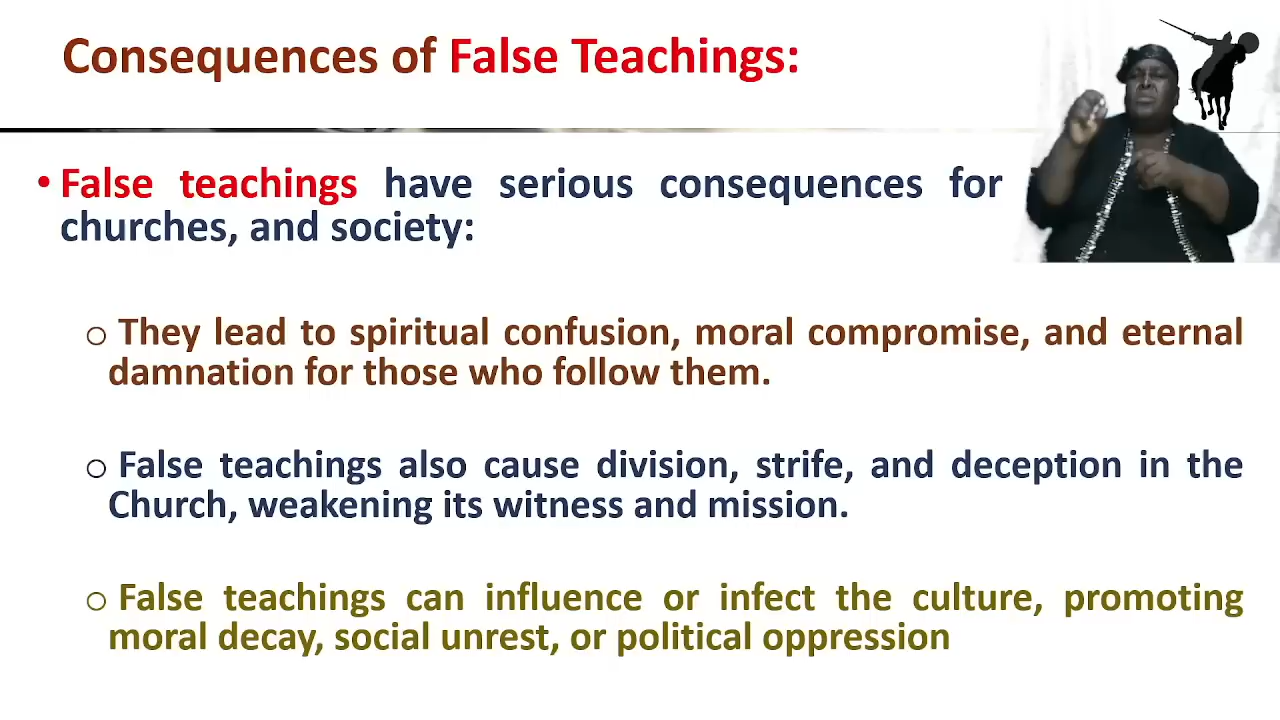 Consequences of False Teachings:
• False teachings have serious consequences for
churches, and society:
o They lead to spiritual confusion, moral compromise, and eternal
damnation for those who follow them.
o False teachings also cause division, strife, and deception in the
Church, weakening its witness and mission.
o False teachings can influence or infect the culture, promoting
moral decay, social unrest, or political oppression